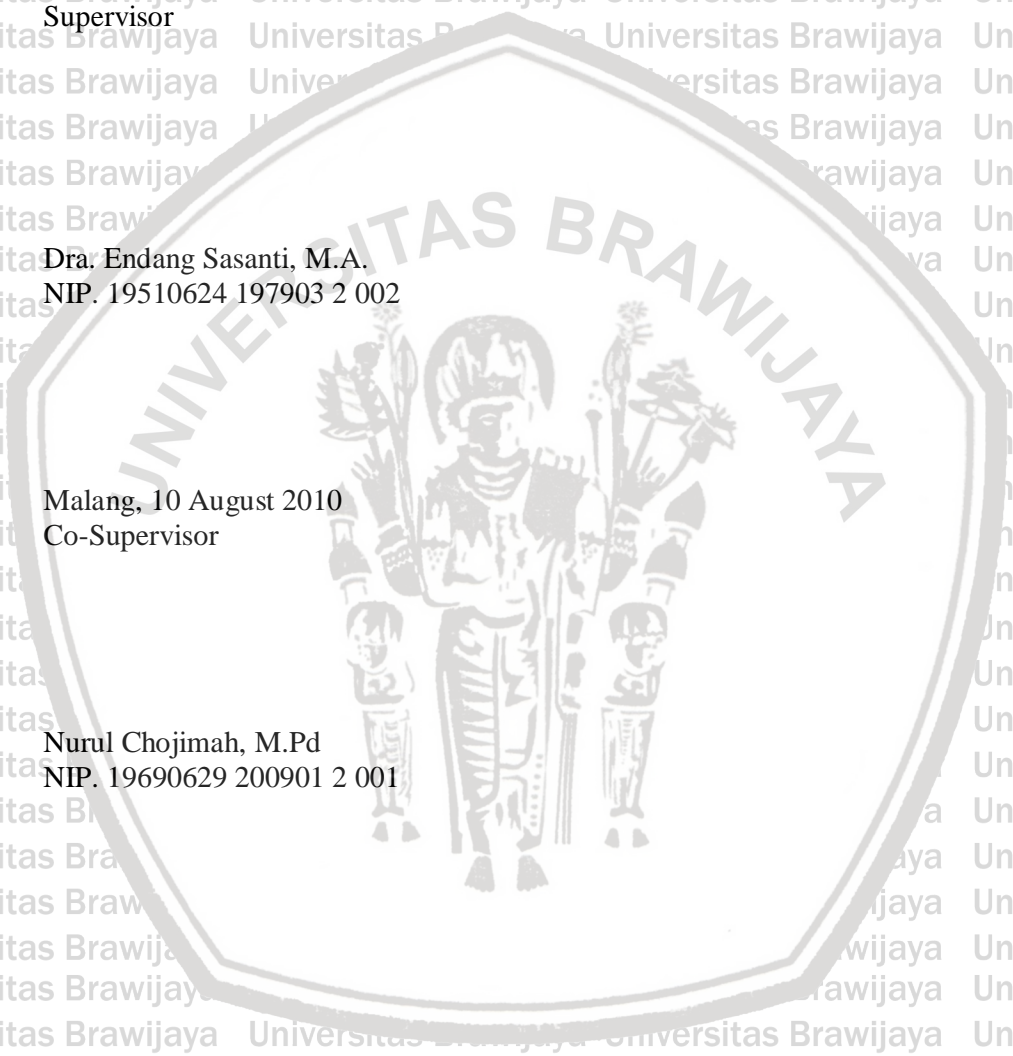 Supervisor
Dra. Endang Sasanti, M.A.
NIP. 19510624 197903 2 002
UNIVERSITAS BRAWIJAYA
Malang, 10 August 2010
Co-Supervisor
Nurul Chojimah, M.Pd
NIP. 19690629 200901 2 001